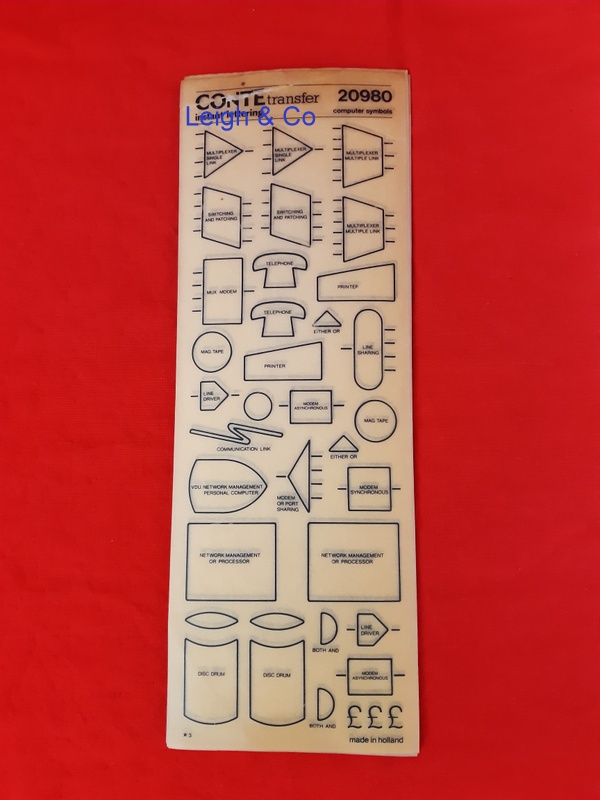 CONTE transfer 20980
instant lettering computer symbols
Leigh & Co
MULTIPLEXER
SINGLE
LINK
MULTIPLEXER
SINGLE
LINK
MULTIPLEXER
MULTIPLE LINK
SWITCHING
AND PATCHING
SWITCHING
AND PATCHING
MULTIPLEXER
MULTIPLE LINK
TELEPHONE
MUX MODEM
PRINTER
TELEPHONE
EITHER OR
MAG TAPE
LINE
SHARING
PRINTER
LINE
DRIVER
MODEM
ASYNCHRONOUS
MAG TAPE
COMMUNICATION LINK
EITHER OR
VDU NETWORK MANAGEMENT
PERSONAL COMPUTER
MODEM
OR PORT
SHARING
MODEM
SYNCHRONOUS
NETWORK MANAGEMENT
OR PROCESSOR
NETWORK MANAGEMENT
OR PROCESSOR
BOTH AND
LINE
DRIVER
DISC DRUM
DISC DRUM
MODEM
ASYNCHRONOUS
BOTH AND
£ £ £
* 3
made in holland